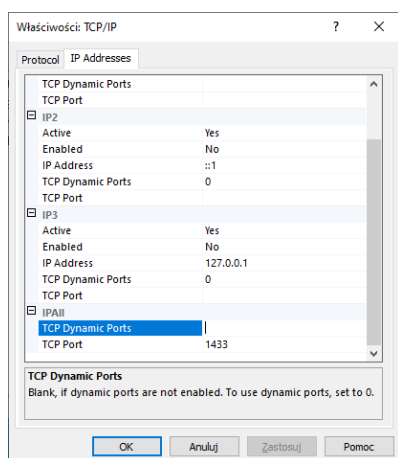 Właściwości: TCP/IP ? ×
Protocol IP Addresses
TCP Dynamic Ports
TCP Port
IP2
Active Yes
Enabled No
IP Address ::1
TCP Dynamic Ports 0
TCP Port
IP3
Active Yes
Enabled No
IP Address 127.0.0.1
TCP Dynamic Ports 0
TCP Port
IPAll
TCP Dynamic Ports
TCP Port 1433
TCP Dynamic Ports
Blank, if dynamic ports are not enabled. To use dynamic ports, set to 0.
OK Anuluj Zastosuj Pomoc